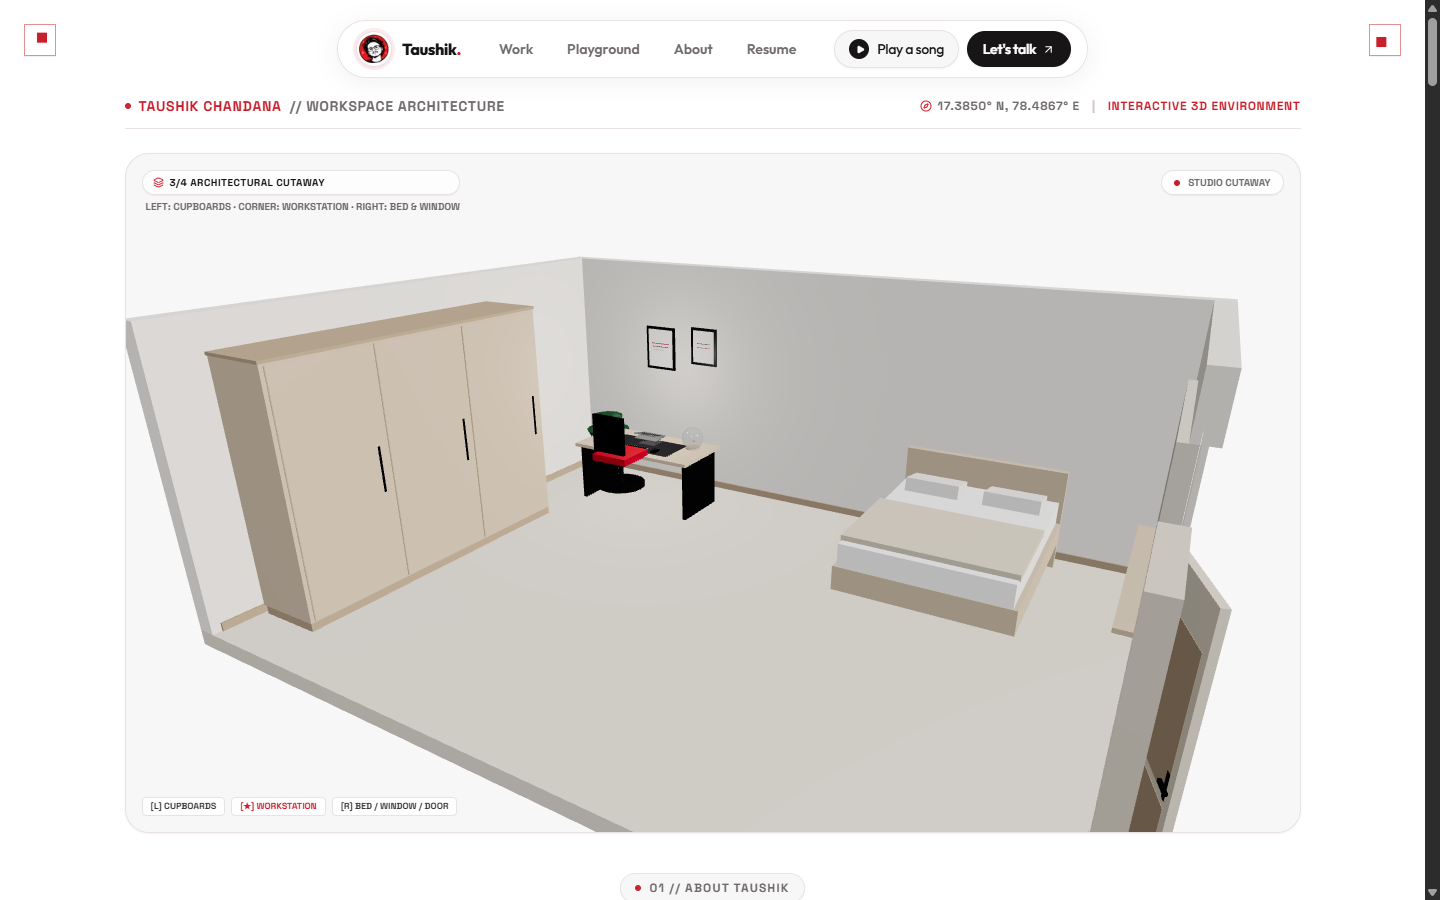 Taushik.
Work
Playground
About
Resume
Play a song
Let's talk
TAUSHIK CHANDANA // WORKSPACE ARCHITECTURE
17.3850° N, 78.4867° E | INTERACTIVE 3D ENVIRONMENT
3/4 ARCHITECTURAL CUTAWAY
STUDIO CUTAWAY
LEFT: CUPBOARDS · CORNER: WORKSTATION · RIGHT: BED & WINDOW
[L] CUPBOARDS
[★] WORKSTATION
[R] BED / WINDOW / DOOR
01 // ABOUT TAUSHIK